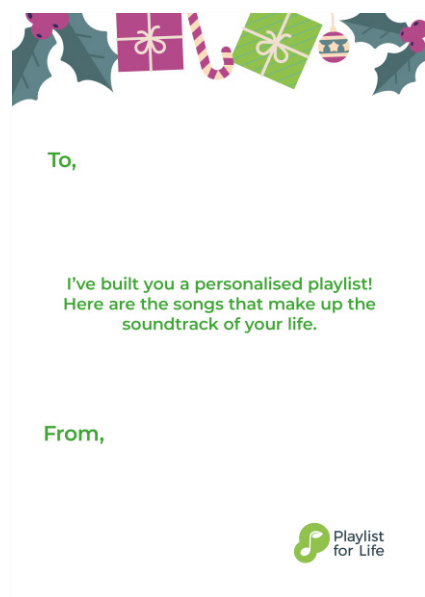 To,
I've built you a personalised playlist!
Here are the songs that make up the
soundtrack of your life.
From,
Playlist
for Life